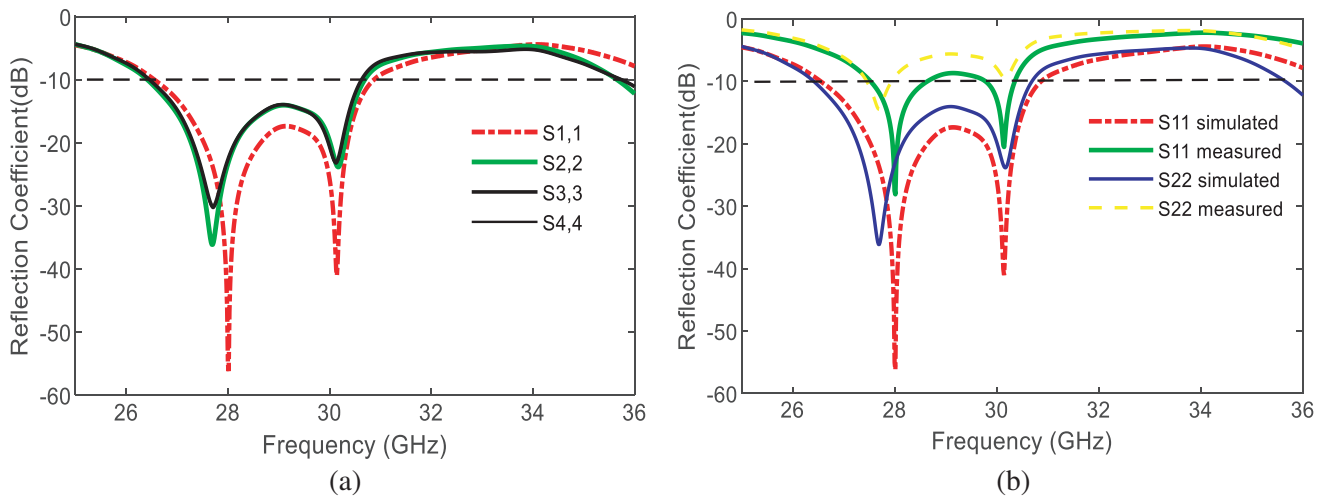 0
-10
-20
-30
-40
-50
-60
Reflection Coefficient(dB)
26 28 30 32 34 36
Frequency (GHz)
S1,1
S2,2
S3,3
S4,4
(a)
0
-10
-20
-30
-40
-50
-60
Reflection Coefficient(dB)
26 28 30 32 34 36
Frequency (GHz)
S11 simulated
S11 measured
S22 simulated
S22 measured
(b)